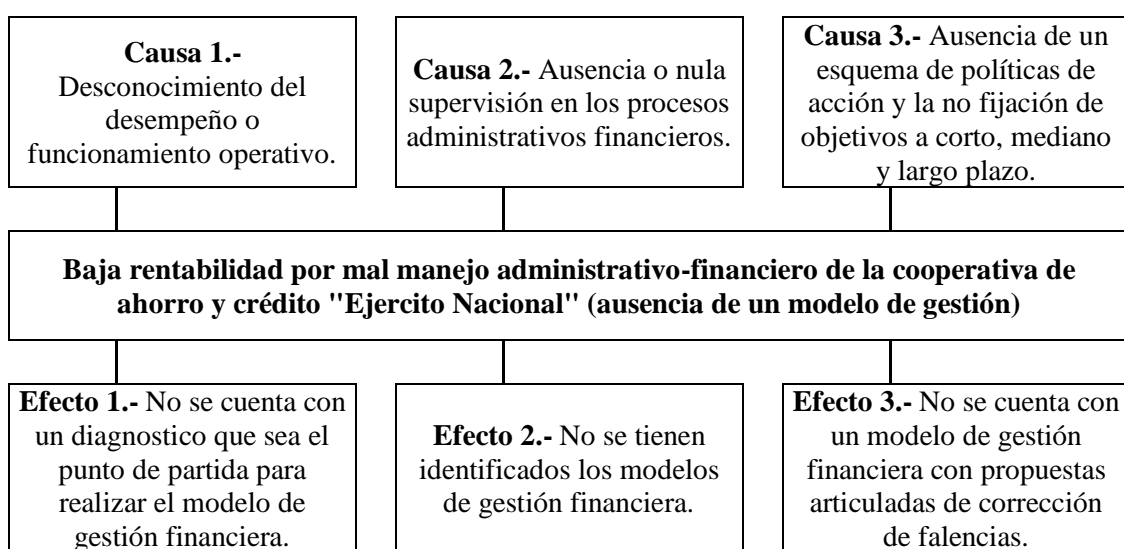 Causa 1.-
Desconocimiento del
desempeño o
funcionamiento operativo.
Causa 2.- Ausencia o nula
supervisión en los procesos
administrativos financieros.
Causa 3.- Ausencia de un
esquema de políticas de
acción y la no fijación de
objetivos a corto, mediano
y largo plazo.
Baja rentabilidad por mal manejo administrativo-financiero de la cooperativa de
ahorro y crédito "Ejercito Nacional" (ausencia de un modelo de gestión)
Efecto 1.- No se cuenta con
un diagnostico que sea el
punto de partida para
realizar el modelo de
gestión financiera.
Efecto 2.- No se tienen
identificados los modelos
de gestión financiera.
Efecto 3.- No se cuenta con
un modelo de gestión
financiera con propuestas
articuladas de corrección
de falencias.